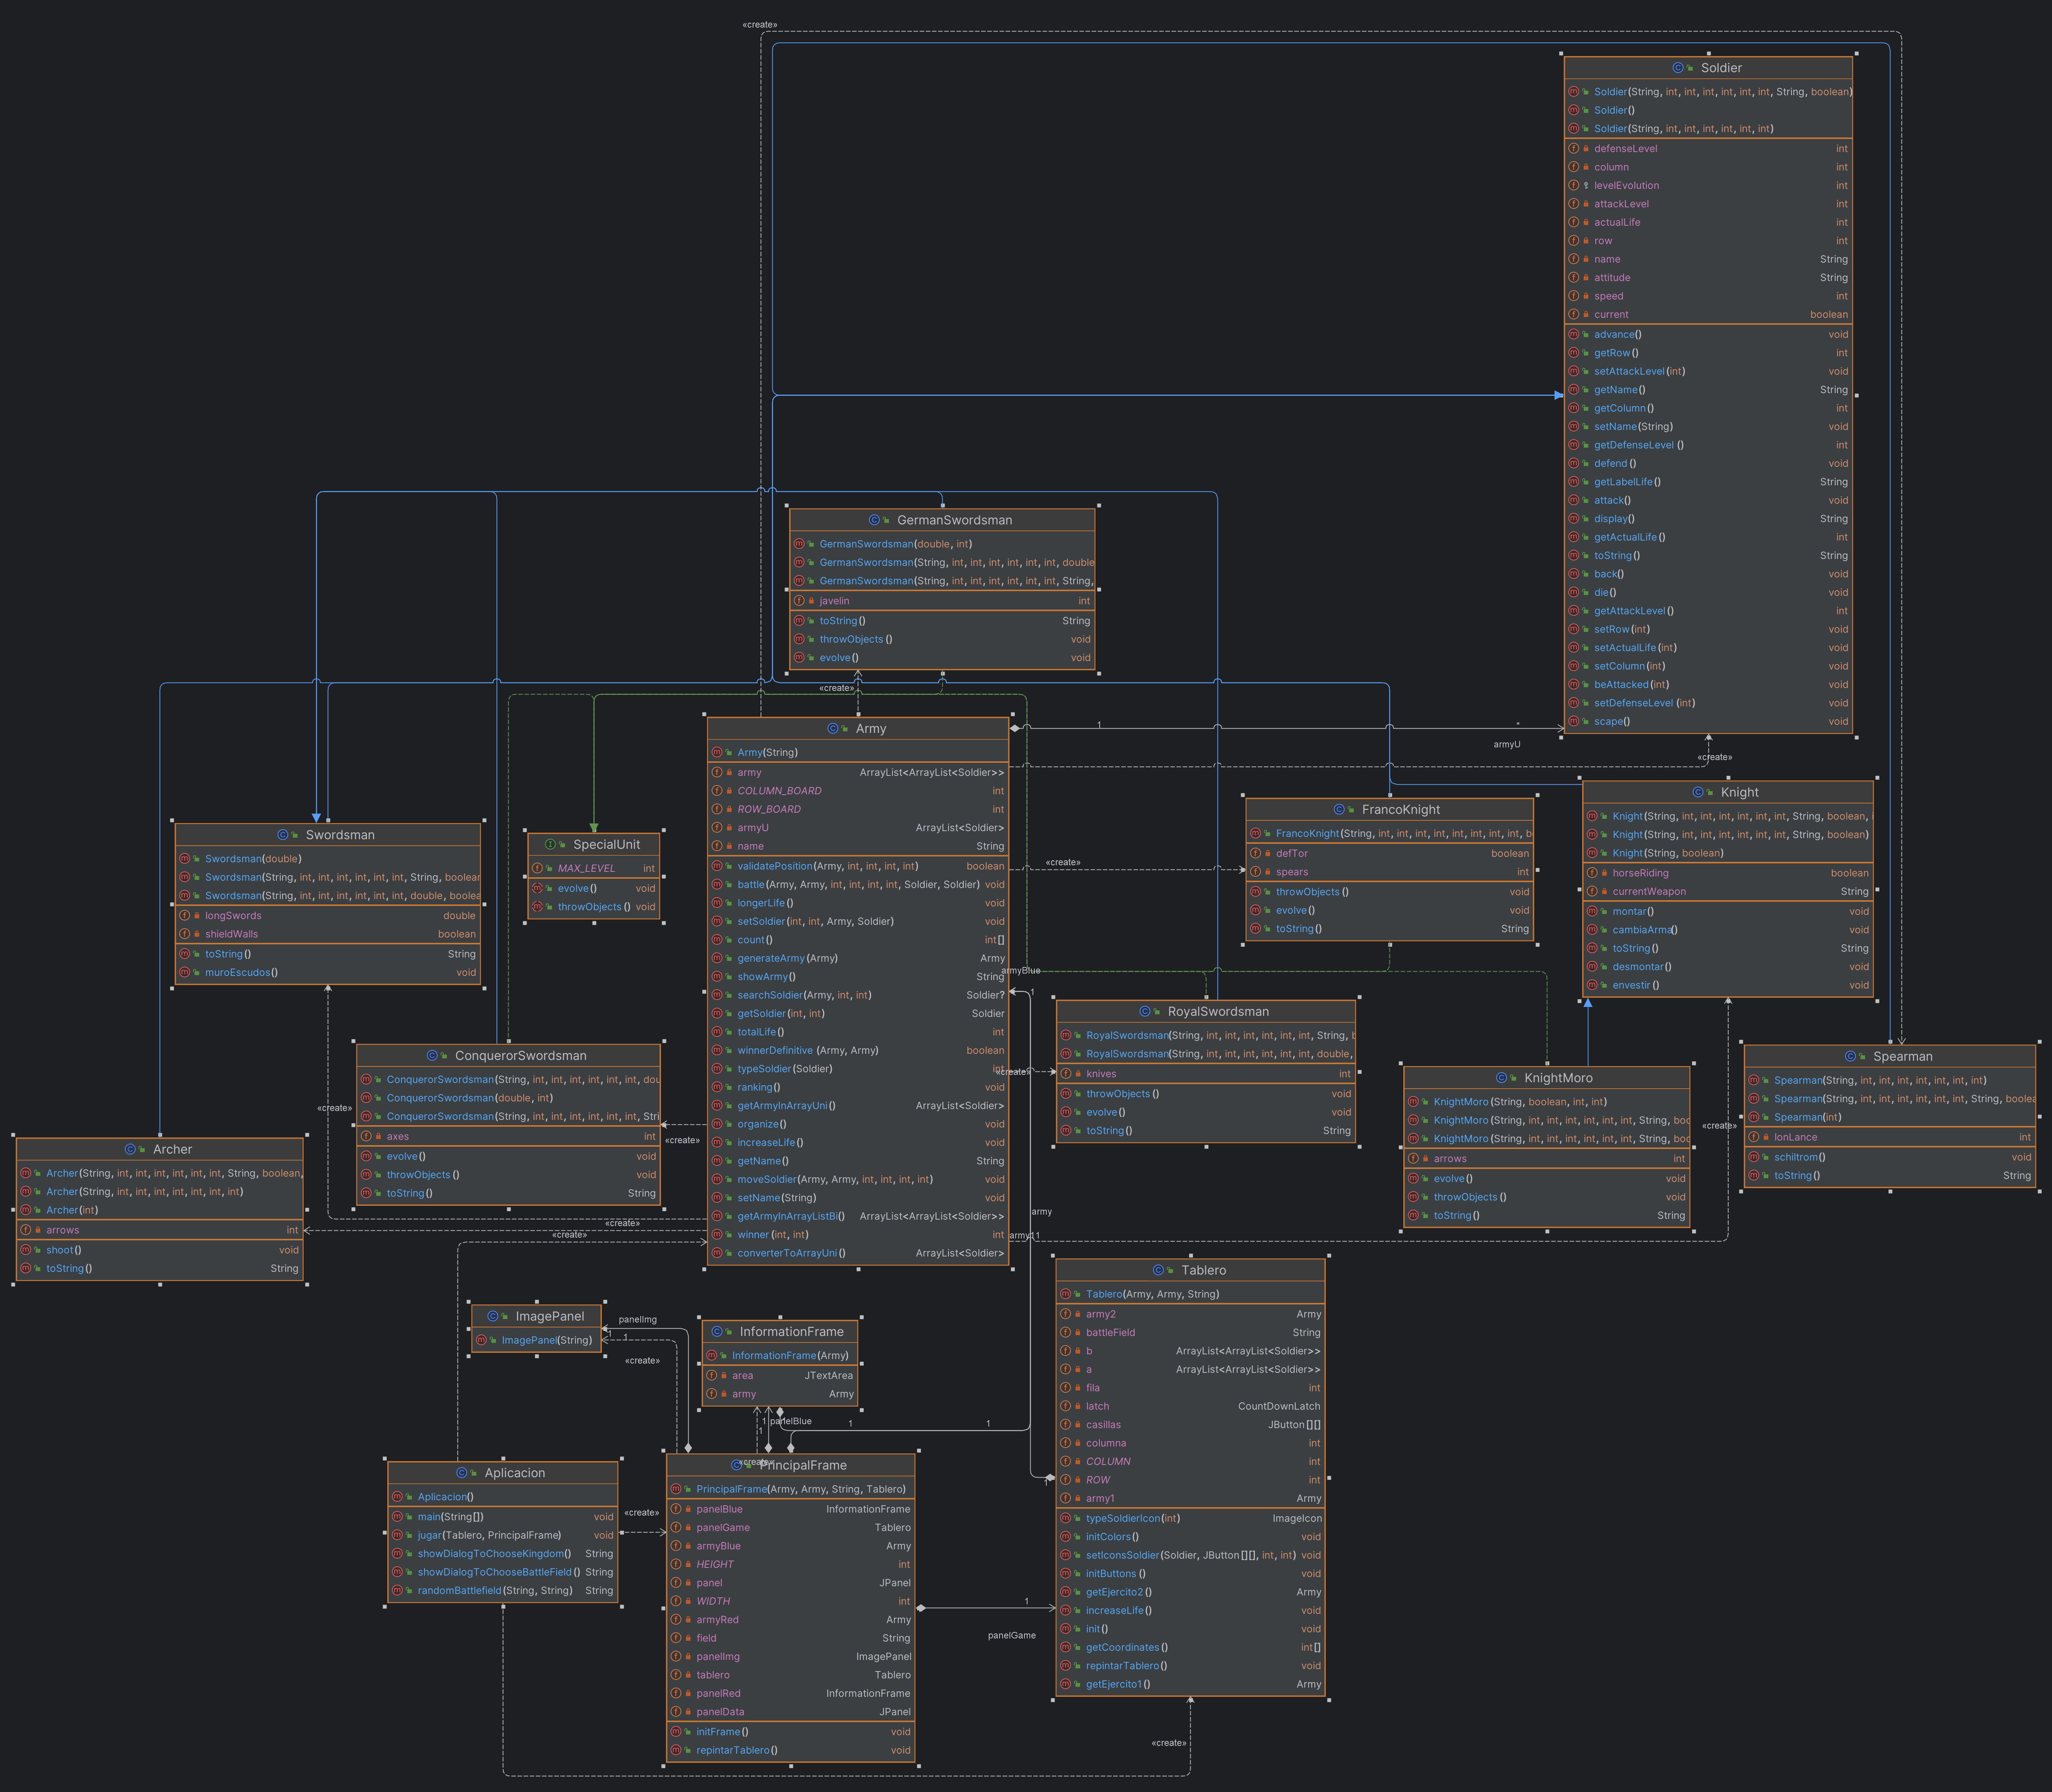 «create»
Soldier
Soldier(String, int, int, int, int, int, int, String, boolean)
Soldier()
Soldier(String, int, int, int, int, int, int)
defenseLevel int
column int
levelEvolution int
attackLevel int
actualLife int
row int
name String
attitude String
speed int
current boolean
advance() void
getRow() int
setAttackLevel(int) void
getName() String
getColumn() int
setName(String) void
getDefenseLevel() int
defend() void
getLabelLife() String
attack() void
display() String
getActualLife() int
toString() String
back() void
die() void
getAttackLevel() int
setRow(int) void
setActualLife(int) void
setColumn(int) void
beAttacked(int) void
setDefenseLevel(int) void
scape() void
GermanSwordsman
GermanSwordsman(double, int)
GermanSwordsman(String, int, int, int, int, int, int, double
GermanSwordsman(String, int, int, int, int, int, int, String,
javelin int
toString() String
throwObjects() void
evolve() void
«create»
Army
Army(String)
army ArrayList<ArrayList<Soldier>>
COLUMN_BOARD int
ROW_BOARD int
armyU ArrayList<Soldier>
name String
validatePosition(Army, int, int, int, int) boolean
battle(Army, Army, int, int, int, int, Soldier, Soldier) void
longerLife() void
setSoldier(int, int, Army, Soldier) void
count() int[]
generateArmy(Army) Army
showArmy() String
searchSoldier(Army, int, int) Soldier?
getSoldier(int, int) Soldier
totalLife() int
winnerDefinitive (Army, Army) boolean
typeSoldier(Soldier) int
ranking() void
getArmyInArrayUni() ArrayList<Soldier>
organize() void
increaseLife() void
getName() String
moveSoldier(Army, Army, int, int, int, int) void
setName(String) void
getArmyInArrayListBi() ArrayList<ArrayList<Soldier>>
winner(int, int) int
converterToArrayUni() ArrayList<Soldier>
1
*
armyU
«create»
Swordsman
Swordsman(double)
Swordsman(String, int, int, int, int, int, int, String, boolean
Swordsman(String, int, int, int, int, int, int, double, boolea
longSwords double
shieldWalls boolean
toString() String
muroEscudos() void
SpecialUnit
MAX_LEVEL int
evolve() void
throwObjects() void
«create»
FrancoKnight
FrancoKnight(String, int, int, int, int, int, int, int, int, b
defTor boolean
spears int
throwObjects() void
evolve() void
toString() String
Knight
Knight(String, int, int, int, int, int, int, String, boolean,
Knight(String, int, int, int, int, int, int, String, boolean)
Knight(String, boolean)
horseRiding boolean
currentWeapon String
montar() void
cambiaArma() void
toString() String
desmontar() void
envestir() void
armyBlue
1
RoyalSwordsman
RoyalSwordsman(String, int, int, int, int, int, int, String, b
RoyalSwordsman(String, int, int, int, int, int, int, double,
knives int
throwObjects() void
evolve() void
toString() String
«create»
ConquerorSwordsman
ConquerorSwordsman(String, int, int, int, int, int, int, dou
ConquerorSwordsman(double, int)
ConquerorSwordsman(String, int, int, int, int, int, int, Stri
axes int
evolve() void
throwObjects() void
toString() String
«create»
«create»
KnightMoro
KnightMoro(String, boolean, int, int)
KnightMoro(String, int, int, int, int, int, int, String, boo
KnightMoro(String, int, int, int, int, int, int, String, boo
arrows int
evolve() void
throwObjects() void
toString() String
«create»
Spearman
Spearman(String, int, int, int, int, int, int, int)
Spearman(String, int, int, int, int, int, int, String, boolea
Spearman(int)
lonLance int
schiltrom() void
toString() String
Archer
Archer(String, int, int, int, int, int, int, String, boolean,
Archer(String, int, int, int, int, int, int, int)
Archer(int)
arrows int
shoot() void
toString() String
«create»
«create»
army
army11
Tablero
Tablero(Army, Army, String)
army2 Army
battleField String
b ArrayList<ArrayList<Soldier>>
a ArrayList<ArrayList<Soldier>>
fila int
latch CountDownLatch
casillas JButton[][]
columna int
COLUMN int
ROW int
army1 Army
typeSoldierIcon(int) ImageIcon
initColors() void
setIconsSoldier(Soldier, JButton[][], int, int) void
initButtons() void
getEjercito2() Army
increaseLife() void
init() void
getCoordinates() int[]
repintarTablero() void
getEjercito1() Army
ImagePanel
ImagePanel(String)
panelImg
1
1
«create»
InformationFrame
InformationFrame(Army)
area JTextArea
army Army
1
panelBlue
1
1
1
1
«create»
PrincipalFrame
PrincipalFrame(Army, Army, String, Tablero)
panelBlue InformationFrame
panelGame Tablero
armyBlue Army
HEIGHT int
panel JPanel
WIDTH int
armyRed Army
field String
panelImg ImagePanel
tablero Tablero
panelRed InformationFrame
panelData JPanel
initFrame() void
repintarTablero() void
Aplicacion
Aplicacion()
main(String[]) void
jugar(Tablero, PrincipalFrame) void
showDialogToChooseKingdom() String
showDialogToChooseBattleField() String
randomBattlefield(String, String) String
«create»
1
panelGame
«create»